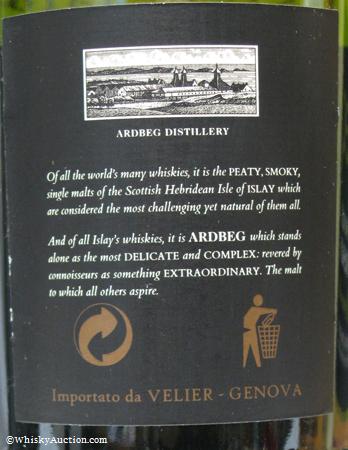 ARDBEG DISTILLERY
Of all the world's many whiskies, it is the PEATY, SMOKY,
single malts of the Scottish Hebridean Isle of ISLAY which
are considered the most challenging yet natural of them all.
And of all Islay's whiskies, it is ARDBEG which stands
alone as the most DELICATE and COMPLEX: revered by
connoisseurs as something EXTRAORDINARY. The malt
to which all others aspire.
Importato da VELIER - GENOVA
©WhiskyAuction.com